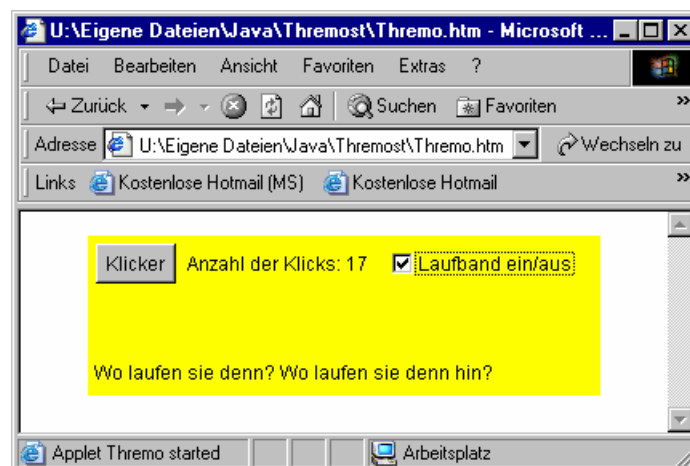 U:\Eigene Dateien\Java\Thremost\Thremo.htm - Microsoft ...
Datei Bearbeiten Ansicht Favoriten Extras ?
Zurück Suchen Favoriten »
Adresse U:\Eigene Dateien\Java\Thremost\Thremo.htm Wechseln zu
Links Kostenlose Hotmail (MS) Kostenlose Hotmail »
Klicker Anzahl der Klicks: 17 Laufband ein/aus
Wo laufen sie denn? Wo laufen sie denn hin?
Applet Thremo started Arbeitsplatz